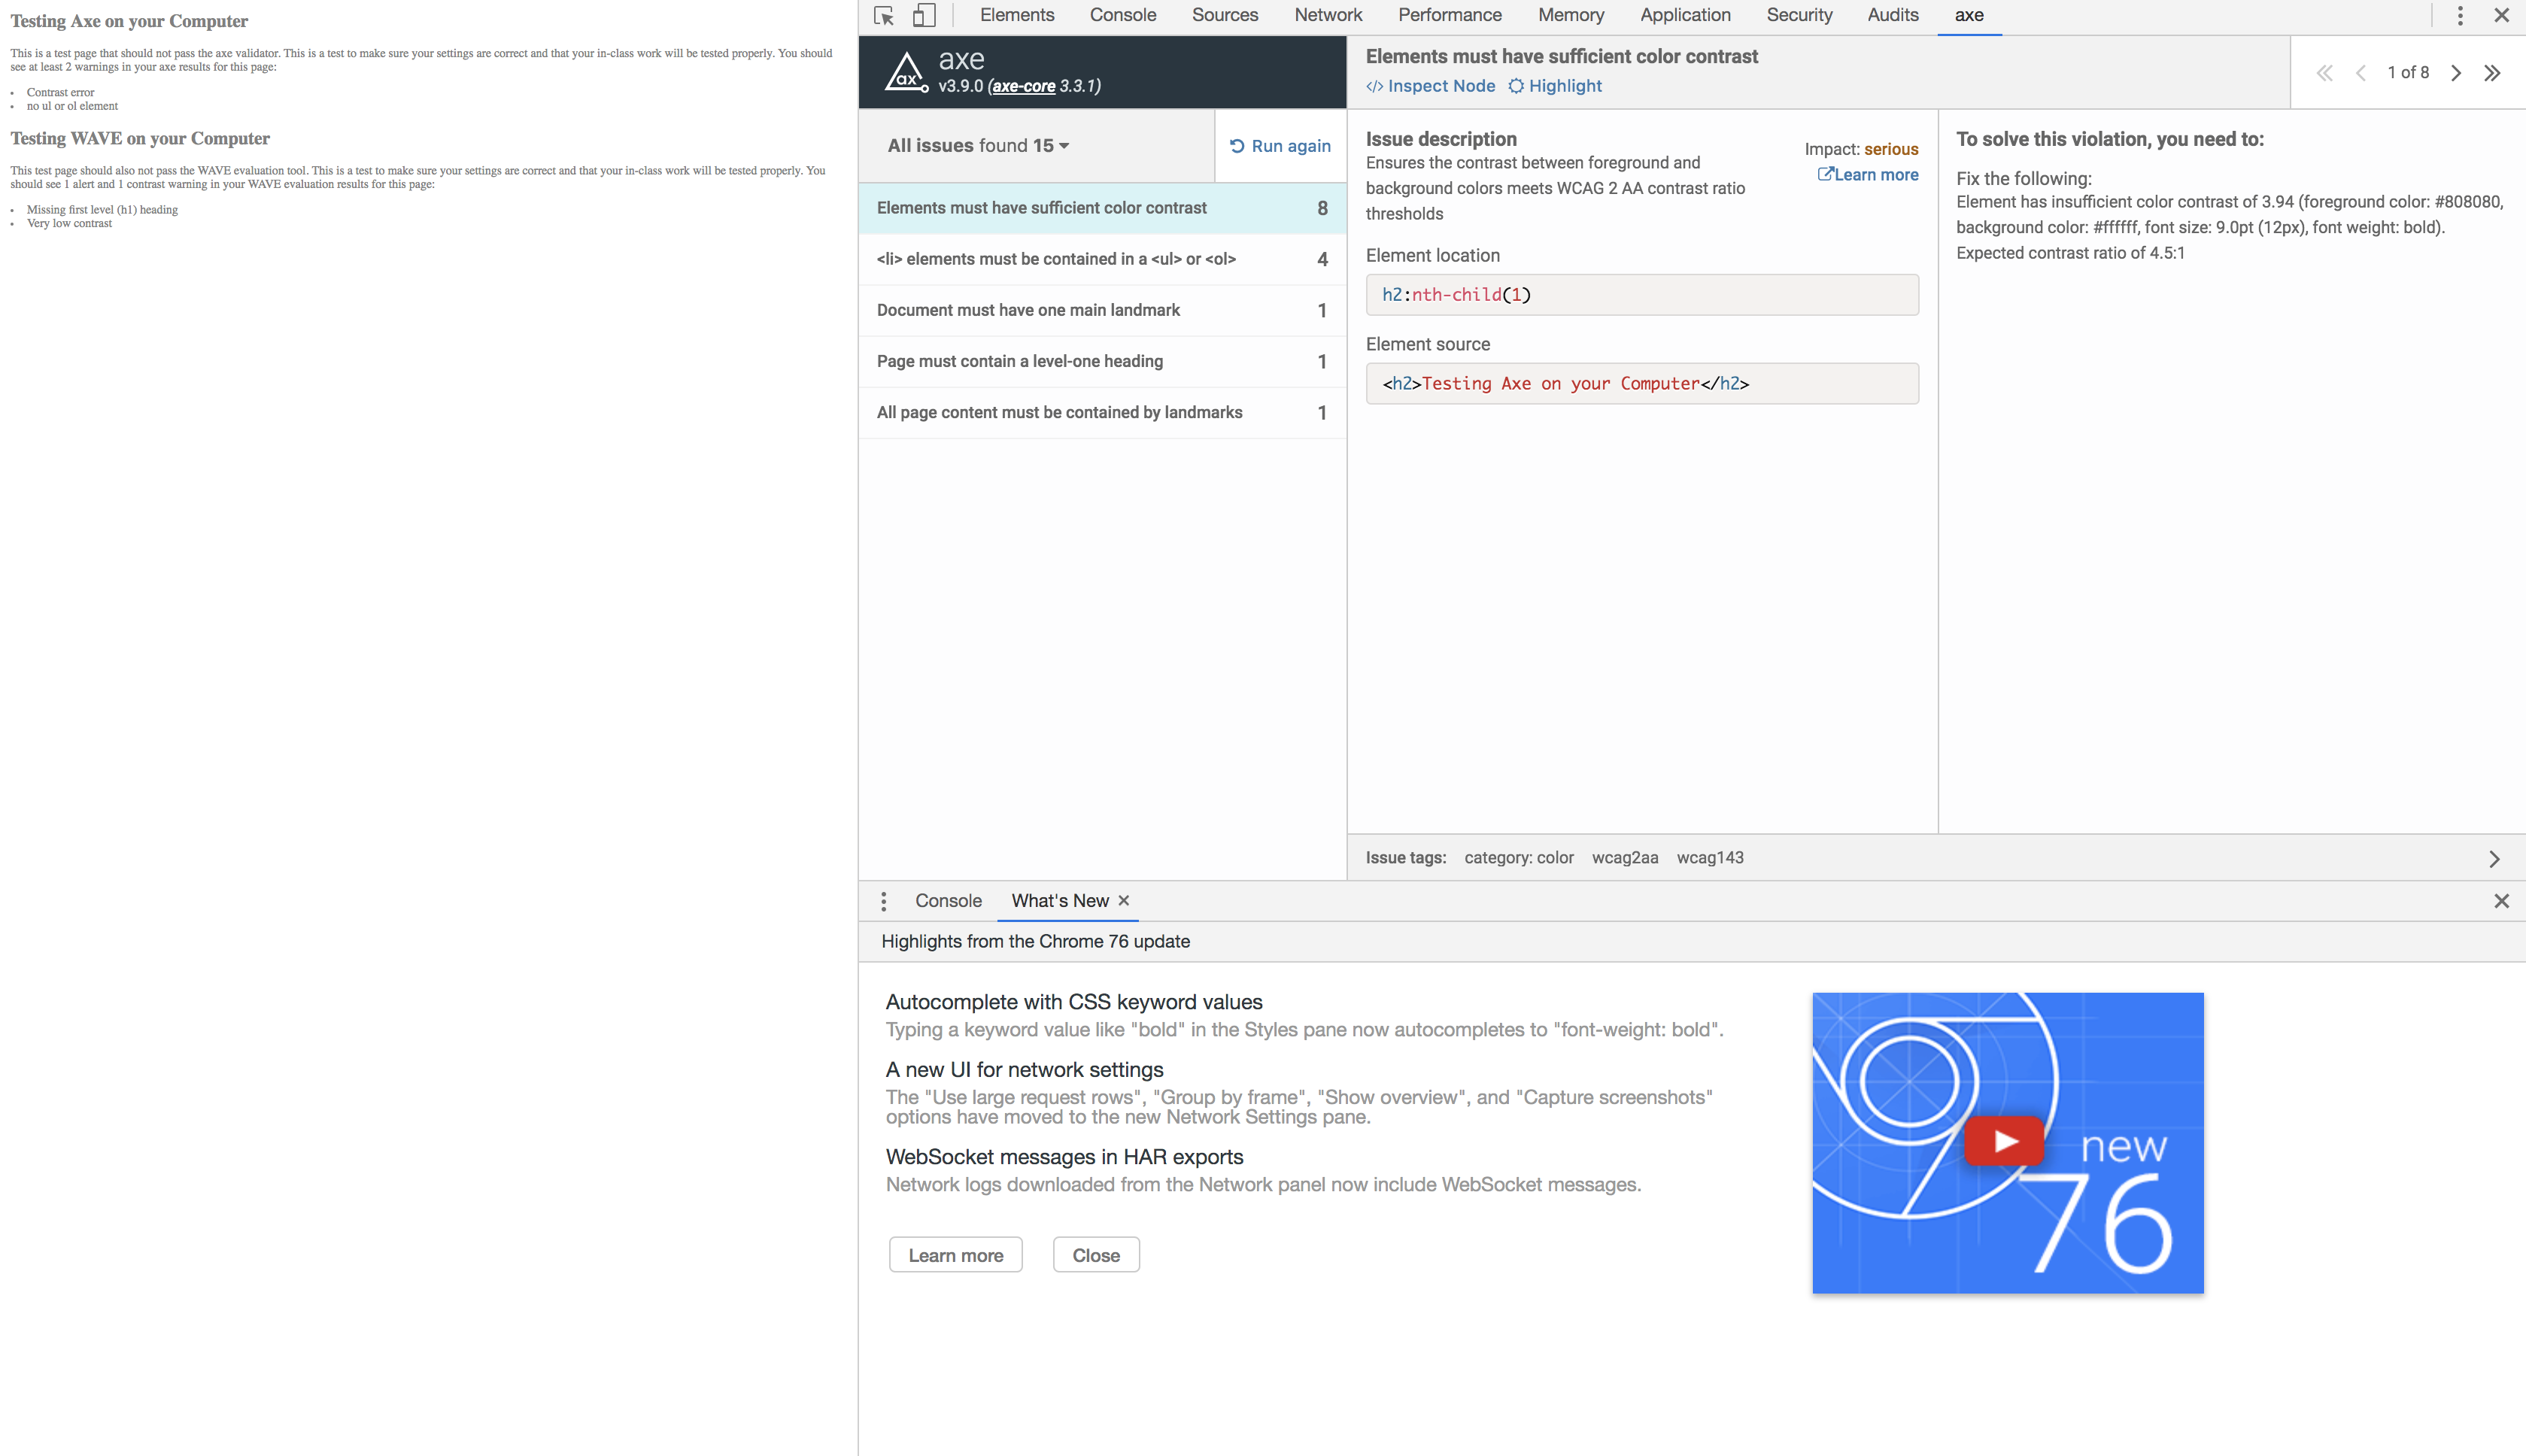 Testing Axe on your Computer
This is a test page that should not pass the axe validator. This is a test to make sure your settings are correct and that your in-class work will be tested properly. You should
see at least 2 warnings in your axe results for this page:
• Contrast error
• no ul or ol element
Testing WAVE on your Computer
This test page should also not pass the WAVE evaluation tool. This is a test to make sure your settings are correct and that your in-class work will be tested properly. You
should see 1 alert and 1 contrast warning in your WAVE evaluation results for this page:
• Missing first level (h1) heading
• Very low contrast
Elements Console Sources Network Performance Memory Application Security Audits axe
ax
axe
v3.9.0 (axe-core 3.3.1)
Elements must have sufficient color contrast
</> Inspect Node Highlight
1 of 8
All issues found 15
Run again
Elements must have sufficient color contrast 8
<li> elements must be contained in a <ul> or <ol> 4
Document must have one main landmark 1
Page must contain a level-one heading 1
All page content must be contained by landmarks 1
Issue description
Ensures the contrast between foreground and
background colors meets WCAG 2 AA contrast ratio
thresholds
Impact: serious
Learn more
Element location
h2:nth-child(1)
Element source
<h2>Testing Axe on your Computer</h2>
To solve this violation, you need to:
Fix the following:
Element has insufficient color contrast of 3.94 (foreground color: #808080,
background color: #ffffff, font size: 9.0pt (12px), font weight: bold).
Expected contrast ratio of 4.5:1
Issue tags: category: color wcag2aa wcag143
Console What's New ×
Highlights from the Chrome 76 update
Autocomplete with CSS keyword values
Typing a keyword value like "bold" in the Styles pane now autocompletes to "font-weight: bold".
A new UI for network settings
The "Use large request rows", "Group by frame", "Show overview", and "Capture screenshots"
options have moved to the new Network Settings pane.
WebSocket messages in HAR exports
Network logs downloaded from the Network panel now include WebSocket messages.
Learn more Close
new
76